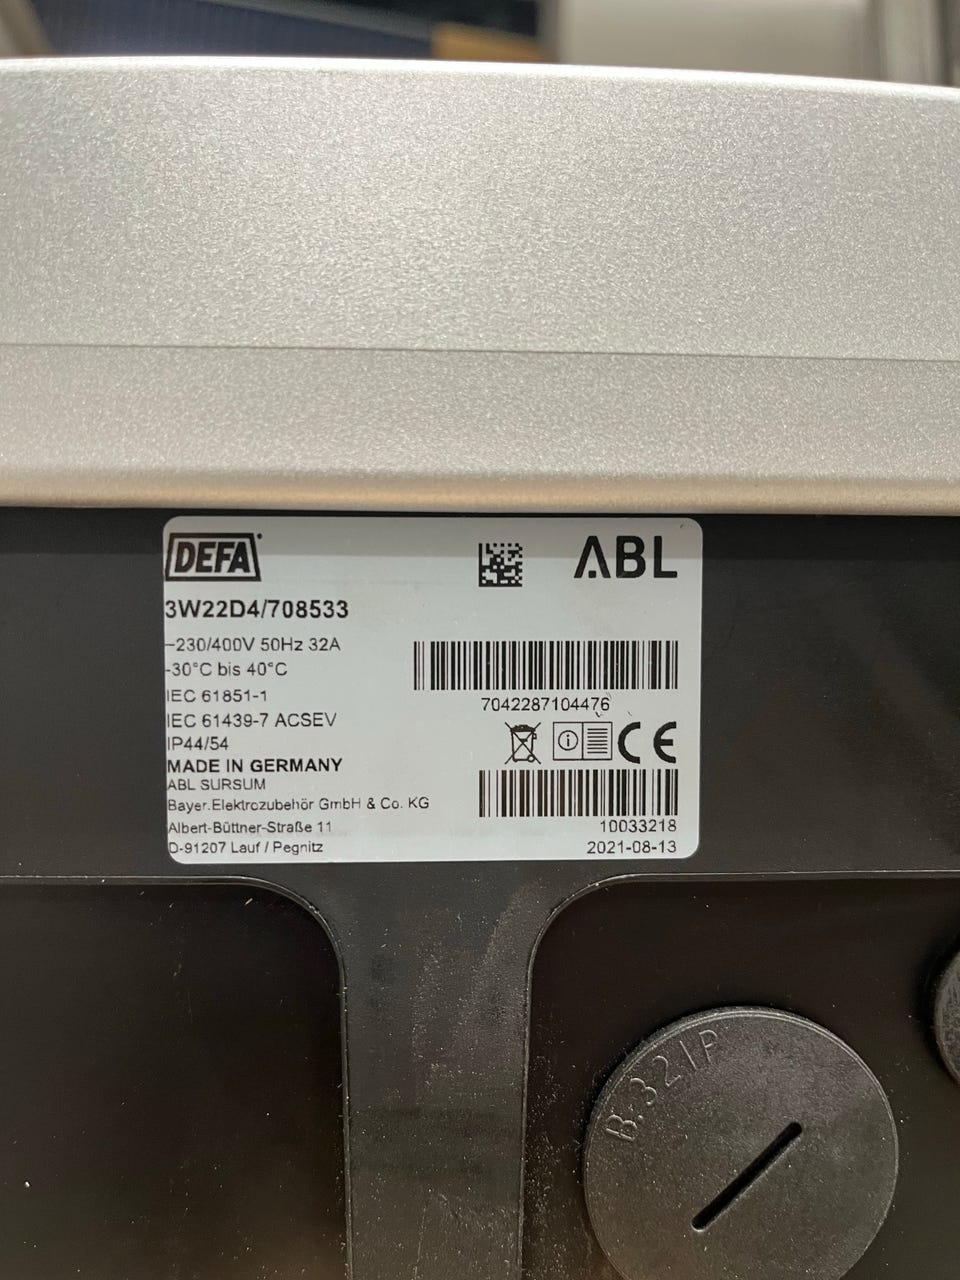 DEFA
ABL
3W22D4/708533
~230/400V 50Hz 32A
-30°C bis 40°C
IEC 61851-1
IEC 61439-7 ACSEV
IP44/54
MADE IN GERMANY
ABL SURSUM
Bayer.Elektrozubehör GmbH & Co. KG
Albert-Büttner-Straße 11
D-91207 Lauf / Pegnitz
7042287104476
CE
10033218
2021-08-13
B.32IP